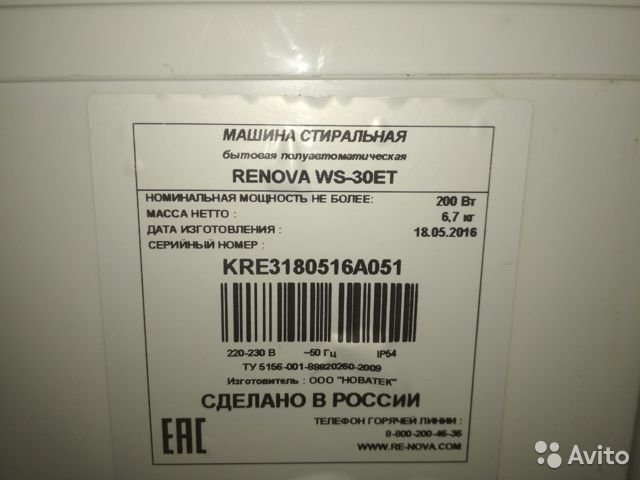 МАШИНА СТИРАЛЬНАЯ
бытовая полуавтоматическая
RENOVA WS-30ET
НОМИНАЛЬНАЯ МОЩНОСТЬ НЕ БОЛЕЕ: 200 Вт
МАССА НЕТТО : 6,7 кг
ДАТА ИЗГОТОВЛЕНИЯ : 18.05.2016
СЕРИЙНЫЙ НОМЕР :
KRE3180516A051
220-230 В ~50 Гц IP54
ТУ 5156-001-88620260-2009
Изготовитель : ООО "НОВАТЕК"
СДЕЛАНО В РОССИИ
EAC
ТЕЛЕФОН ГОРЯЧЕЙ ЛИНИИ :
8-800-200-46-36
WWW.RE-NOVA.COM
Avito